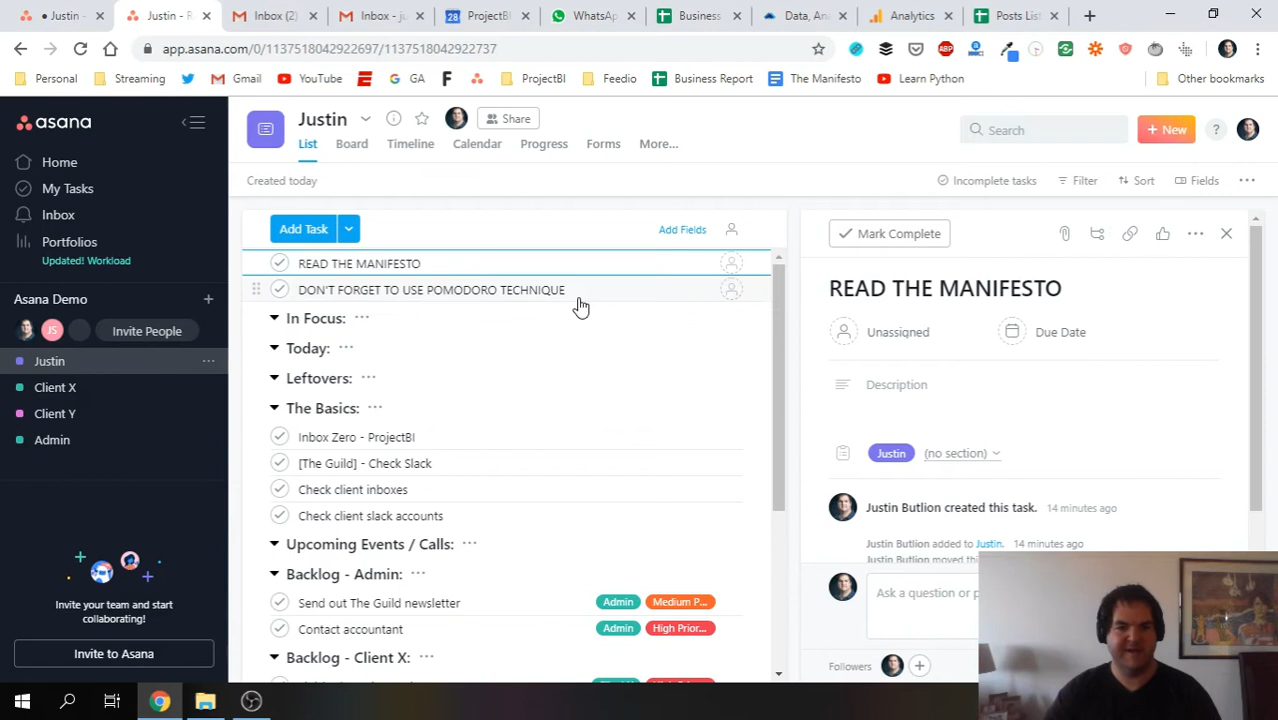 Justin -
Justin - R
Inbox (2)
Inbox - ju
28 ProjectBI
WhatsAp
Business
Data, An
Analytics
Posts List
app.asana.com/0/1137518042922697/1137518042922737
Personal Streaming Gmail YouTube GA ProjectBI Feedio Business Report The Manifesto Learn Python Other bookmarks
ABP
asana
Home
My Tasks
Inbox
Portfolios
Updated! Workload
Asana Demo
JS
Invite People
Justin
Client X
Client Y
Admin
Invite your team and start
collaborating!
Invite to Asana
Justin
Share
Search
New
?
List Board Timeline Calendar Progress Forms More...
Created today
Incomplete tasks Filter Sort Fields
Add Task
Add Fields
READ THE MANIFESTO
DON'T FORGET TO USE POMODORO TECHNIQUE
In Focus:
Today:
Leftovers:
The Basics:
Inbox Zero - ProjectBI
[The Guild] - Check Slack
Check client inboxes
Check client slack accounts
Upcoming Events / Calls:
Backlog - Admin:
Send out The Guild newsletter Admin Medium P...
Contact accountant Admin High Prior...
Backlog - Client X:
Mark Complete
READ THE MANIFESTO
Unassigned Due Date
Description
Justin (no section)
Justin Butlion created this task. 14 minutes ago
Justin Butlion added to Justin. 14 minutes ago
Justin Butlion moved this
Ask a question or p
Followers